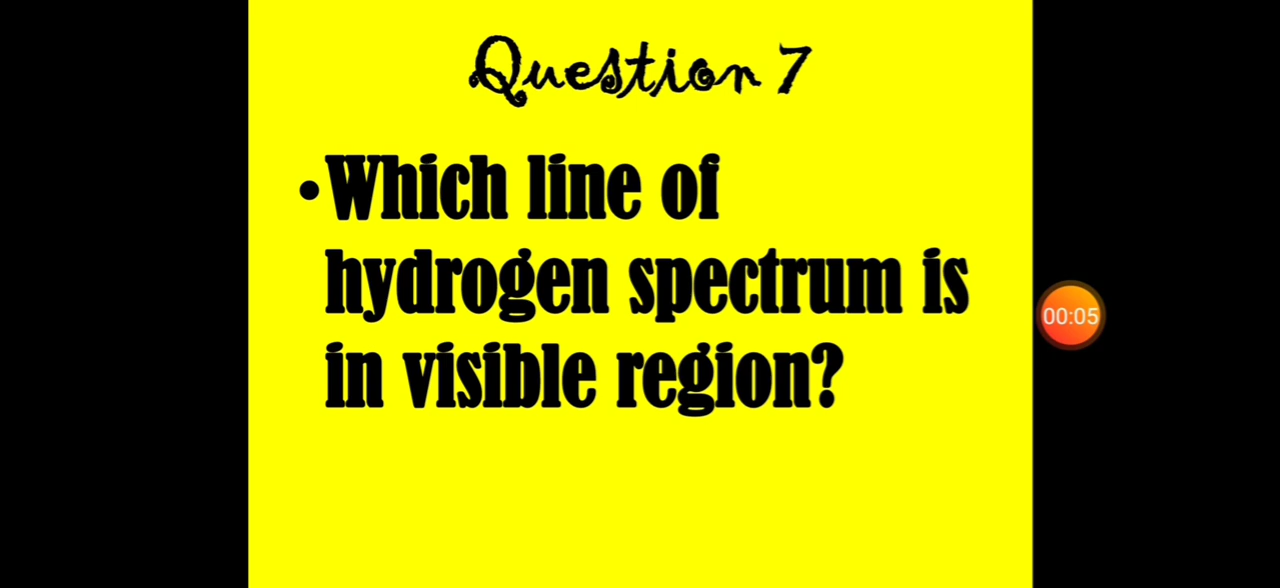 Question 7
•Which line of
hydrogen spectrum is
in visible region?
00:05